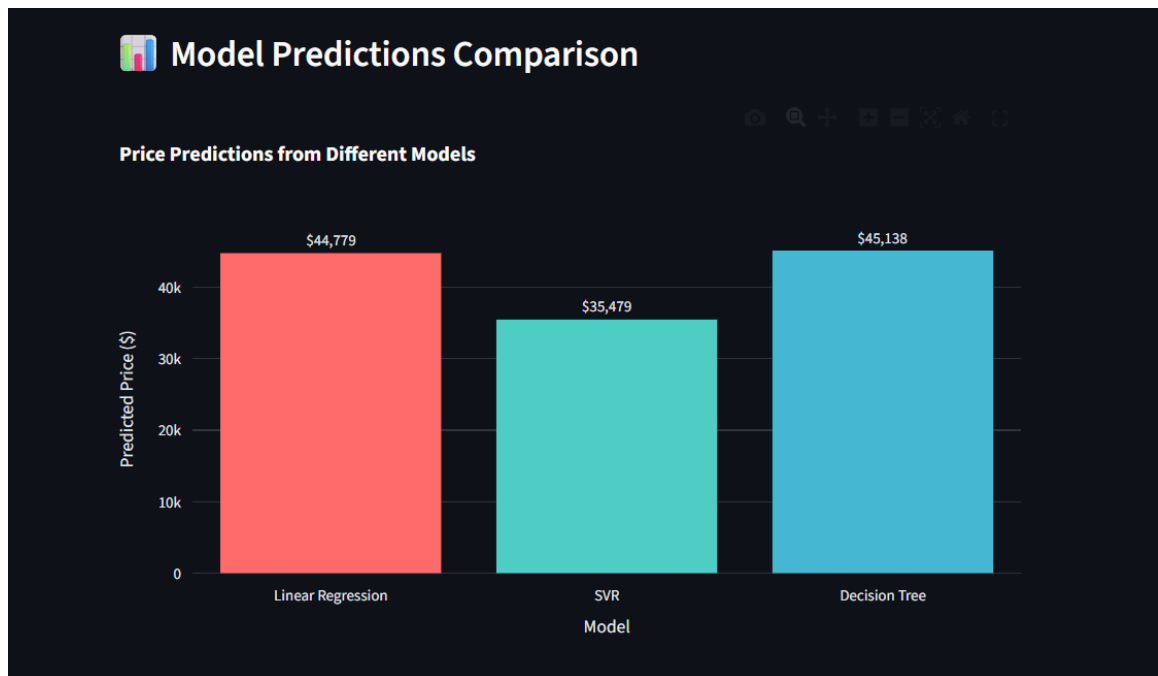 Model Predictions Comparison
Price Predictions from Different Models
$44,779
$35,479
$45,138
40k
30k
20k
10k
0
Predicted Price ($)
Linear Regression
SVR
Decision Tree
Model